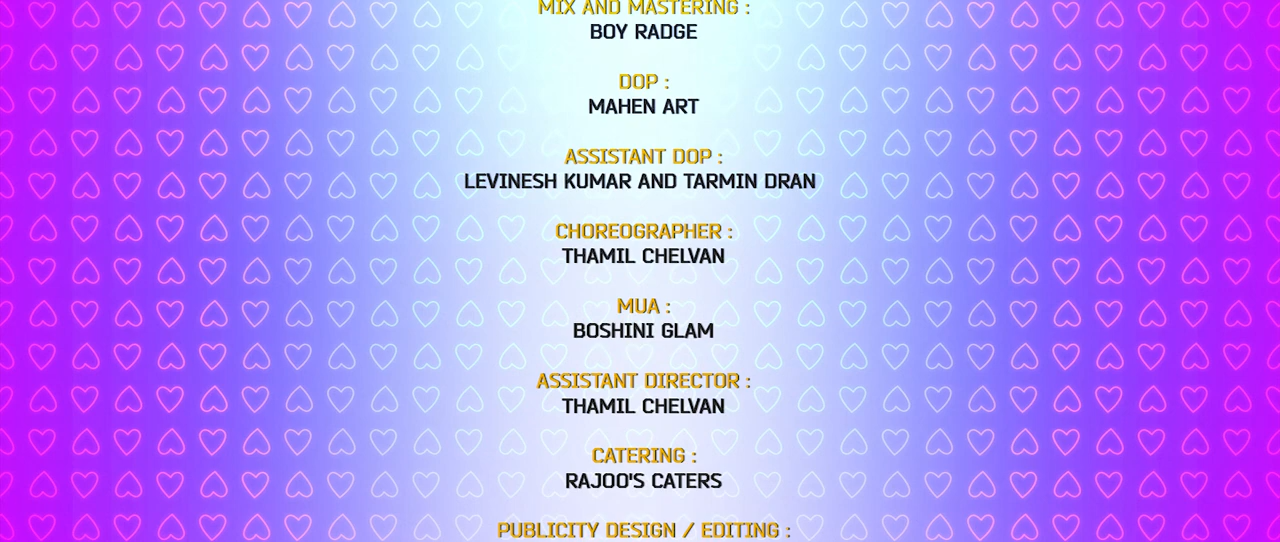 MIX AND MASTERING :
BOY RADGE
DOP :
MAHEN ART
ASSISTANT DOP :
LEVINESH KUMAR AND TARMIN DRAN
CHOREOGRAPHER :
THAMIL CHELVAN
MUA :
BOSHINI GLAM
ASSISTANT DIRECTOR :
THAMIL CHELVAN
CATERING :
RAJOO'S CATERS
PUBLICITY DESIGN / EDITING :